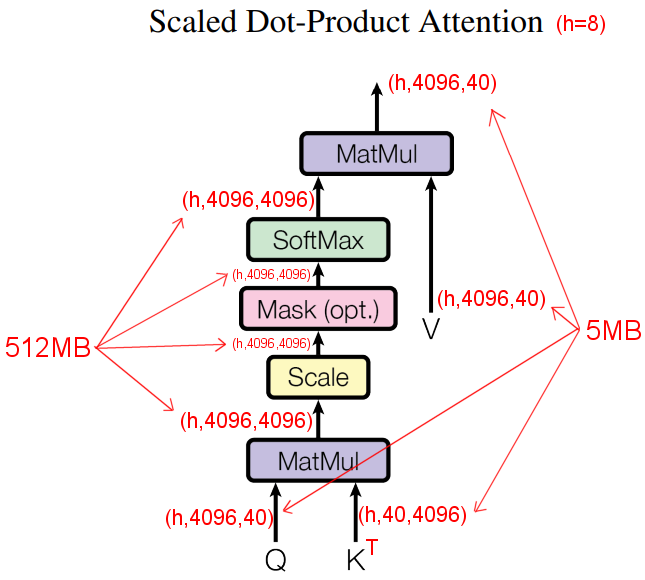 Scaled Dot-Product Attention (h=8)
(h,4096,40)
MatMul
(h,4096,4096)
SoftMax
(h,4096,4096)
Mask (opt.)
(h,4096,40)
V
5MB
512MB
(h,4096,4096)
Scale
(h,4096,4096)
MatMul
(h,4096,40)
(h,40,4096)
Q
K^T